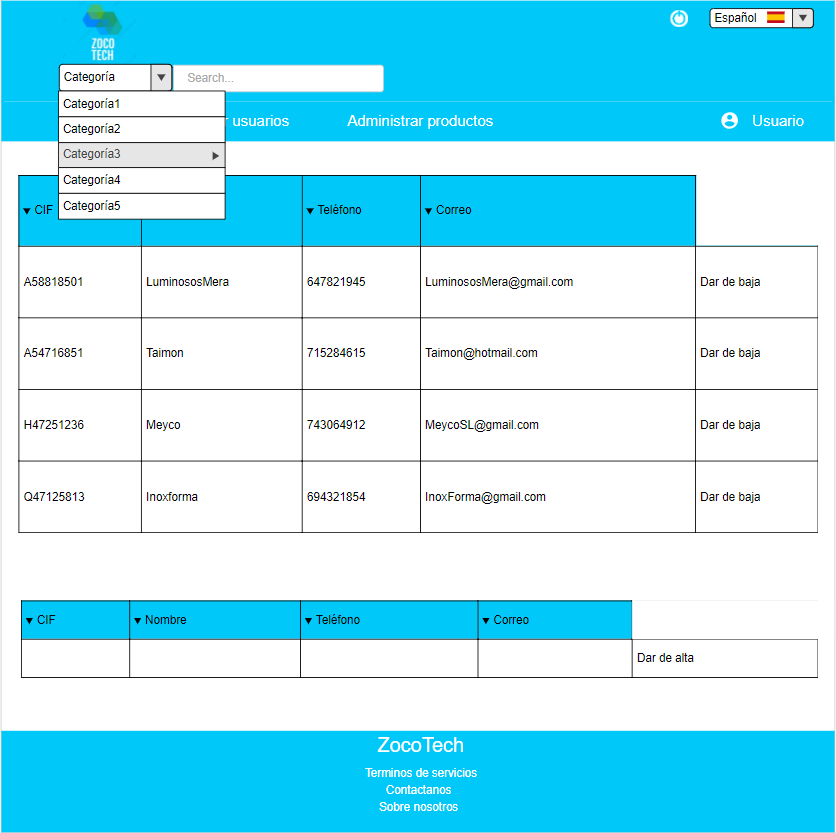 Español
ZOCO
TECH
Categoría
Search...
Categoría1
Categoría2
Categoría3
Categoría4
Categoría5
usuarios
Administrar productos
Usuario
▼ CIF
▼ Teléfono
▼ Correo
A58818501 LuminososMera 647821945 LuminososMera@gmail.com Dar de baja
A54716851 Taimon 715284615 Taimon@hotmail.com Dar de baja
H47251236 Meyco 743064912 MeycoSL@gmail.com Dar de baja
Q47125813 Inoxforma 694321854 InoxForma@gmail.com Dar de baja
▼ CIF ▼ Nombre ▼ Teléfono ▼ Correo
Dar de alta
ZocoTech
Terminos de servicios
Contactanos
Sobre nosotros